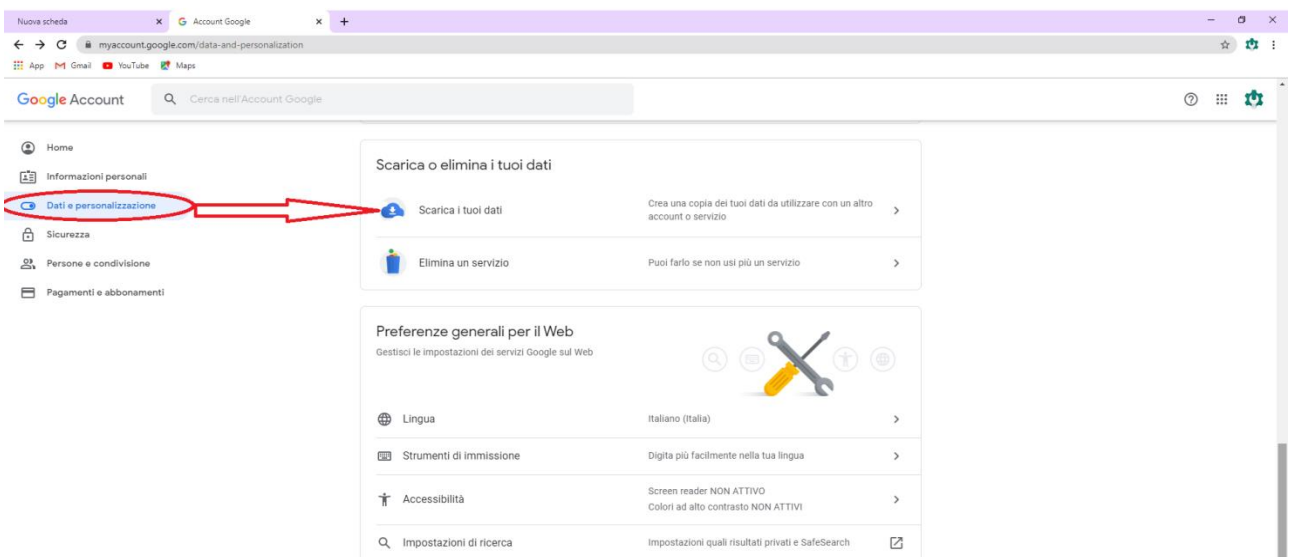 Nuova scheda
Account Google
myaccount.google.com/data-and-personalization
App Gmail YouTube Maps
Google Account
Cerca nell'Account Google
Home
Informazioni personali
Dati e personalizzazione
Sicurezza
Persone e condivisione
Pagamenti e abbonamenti
Scarica o elimina i tuoi dati
Scarica i tuoi dati
Crea una copia dei tuoi dati da utilizzare con un altro
account o servizio
Elimina un servizio
Puoi farlo se non usi più un servizio
Preferenze generali per il Web
Gestisci le impostazioni dei servizi Google sul Web
Lingua
Italiano (Italia)
Strumenti di immissione
Digita più facilmente nella tua lingua
Accessibilità
Screen reader NON ATTIVO
Colori ad alto contrasto NON ATTIVI
Impostazioni di ricerca
Impostazioni quali risultati privati e SafeSearch